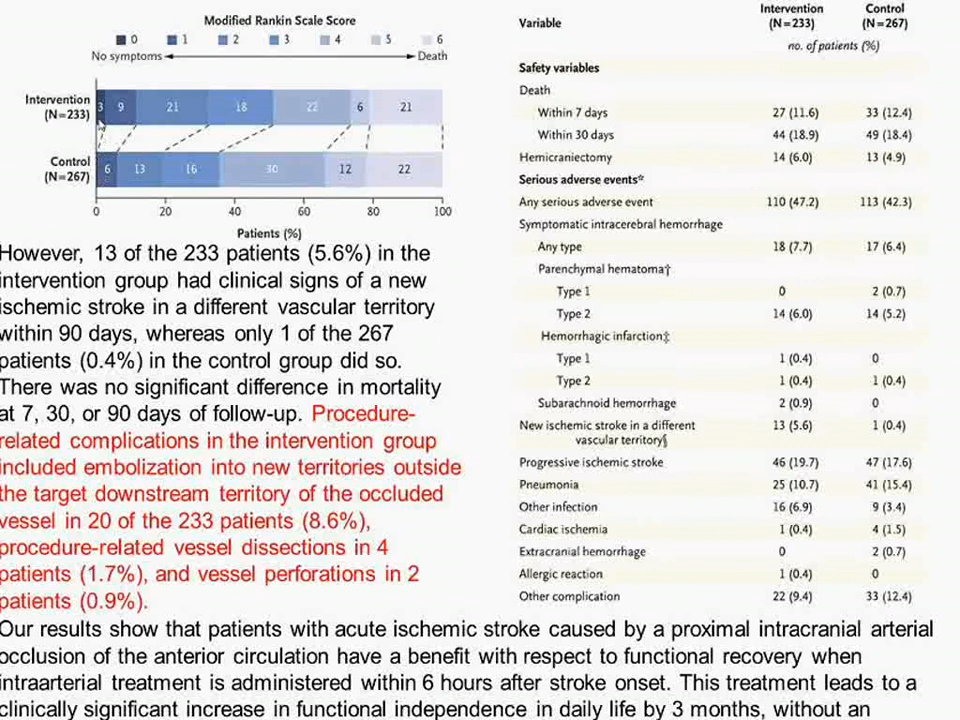 Modified Rankin Scale Score
0 1 2 3 4 5 6
No symptoms Death
Intervention
(N=233)
3 9 21 18 22 6 21
Control
(N=267)
6 13 16 30 12 22
0 20 40 60 80 100
Patients (%)
However, 13 of the 233 patients (5.6%) in the
intervention group had clinical signs of a new
ischemic stroke in a different vascular territory
within 90 days, whereas only 1 of the 267
patients (0.4%) in the control group did so.
There was no significant difference in mortality
at 7, 30, or 90 days of follow-up. Procedure-
related complications in the intervention group
included embolization into new territories outside
the target downstream territory of the occluded
vessel in 20 of the 233 patients (8.6%),
procedure-related vessel dissections in 4
patients (1.7%), and vessel perforations in 2
patients (0.9%).
Variable Intervention (N=233) Control (N=267)
no. of patients (%)
Safety variables
Death
Within 7 days 27 (11.6) 33 (12.4)
Within 30 days 44 (18.9) 49 (18.4)
Hemicraniectomy 14 (6.0) 13 (4.9)
Serious adverse events*
Any serious adverse event 110 (47.2) 113 (42.3)
Symptomatic intracerebral hemorrhage
Any type 18 (7.7) 17 (6.4)
Parenchymal hematoma†
Type 1 0 2 (0.7)
Type 2 14 (6.0) 14 (5.2)
Hemorrhagic infarction‡
Type 1 1 (0.4) 0
Type 2 1 (0.4) 1 (0.4)
Subarachnoid hemorrhage 2 (0.9) 0
New ischemic stroke in a different 13 (5.6) 1 (0.4)
vascular territory§
Progressive ischemic stroke 46 (19.7) 47 (17.6)
Pneumonia 25 (10.7) 41 (15.4)
Other infection 16 (6.9) 9 (3.4)
Cardiac ischemia 1 (0.4) 4 (1.5)
Extracranial hemorrhage 0 2 (0.7)
Allergic reaction 1 (0.4) 0
Other complication 22 (9.4) 33 (12.4)
Our results show that patients with acute ischemic stroke caused by a proximal intracranial arterial
occlusion of the anterior circulation have a benefit with respect to functional recovery when
intraarterial treatment is administered within 6 hours after stroke onset. This treatment leads to a
clinically significant increase in functional independence in daily life by 3 months, without an